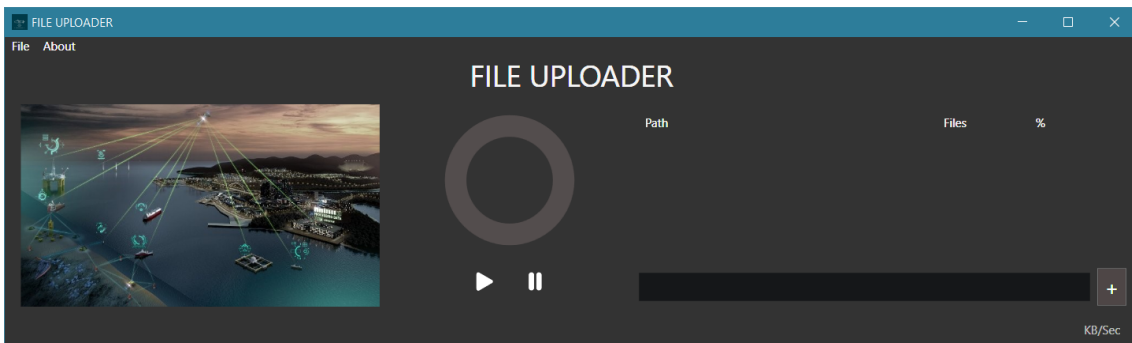 FILE UPLOADER
File About
FILE UPLOADER
Path Files %
+
KB/Sec